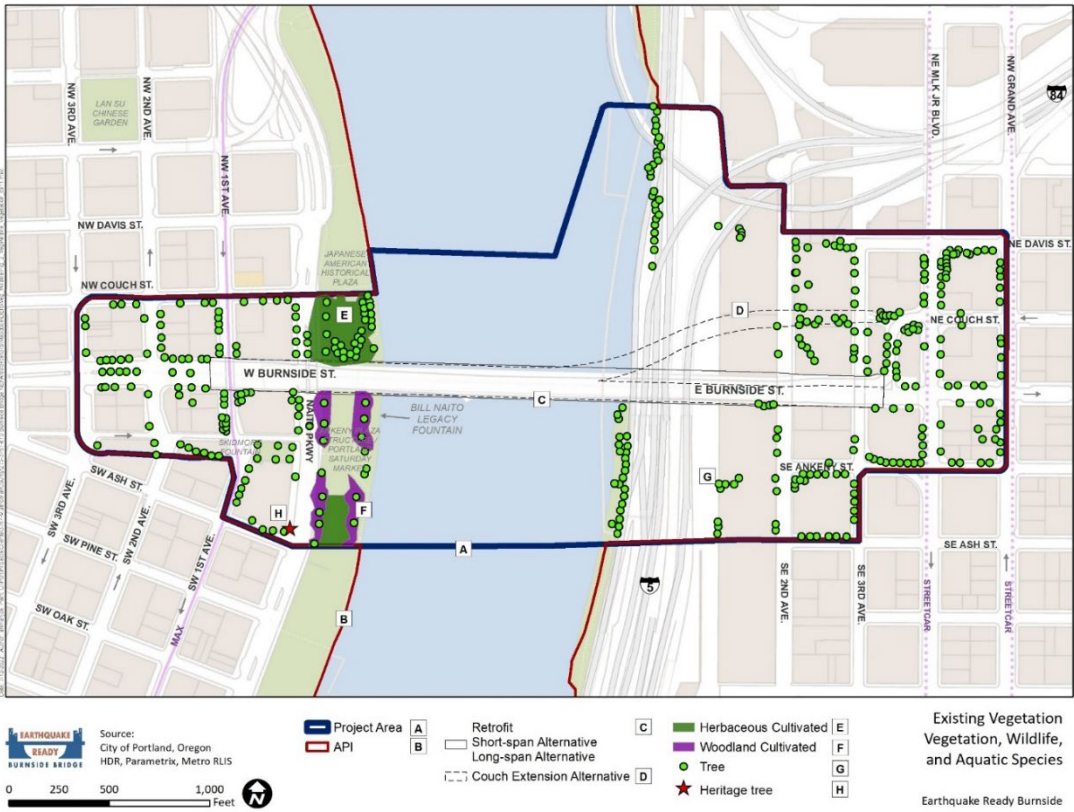 LAN SU
CHINESE
GARDEN
NW 3RD AVE.
NW 2ND AVE.
NW 1ST AVE.
NE MLK JR BLVD.
NW GRAND AVE.
84
NW DAVIS ST.
NE DAVIS ST.
JAPANESE
AMERICAN
HISTORICAL
PLAZA
NW COUCH ST.
E
D
NE COUCH ST.
W BURNSIDE ST.
E BURNSIDE ST.
C
BILL NAITO
LEGACY
FOUNTAIN
NAITO PKWY
SKIDMORE
FOUNTAIN
PORTLAND
SATURDAY
MARKET
SE ANKENY ST.
G
F
H
SW ASH ST.
SW 3RD AVE.
SW 2ND AVE.
SW PINE ST.
SW 1ST AVE.
SW OAK ST.
MAX
A
B
5
SE ASH ST.
SE 2ND AVE.
SE 3RD AVE.
STREETCAR
STREETCAR
EARTHQUAKE
READY
BURNSIDE BRIDGE
Source:
City of Portland, Oregon
HDR, Parametrix, Metro RLIS
0 250 500 1,000
Feet
N
Project Area A
API B
Retrofit C
Short-span Alternative
Long-span Alternative
Couch Extension Alternative D
Herbaceous Cultivated E
Woodland Cultivated F
Tree G
Heritage tree H
Existing Vegetation
Vegetation, Wildlife,
and Aquatic Species
Earthquake Ready Burnside